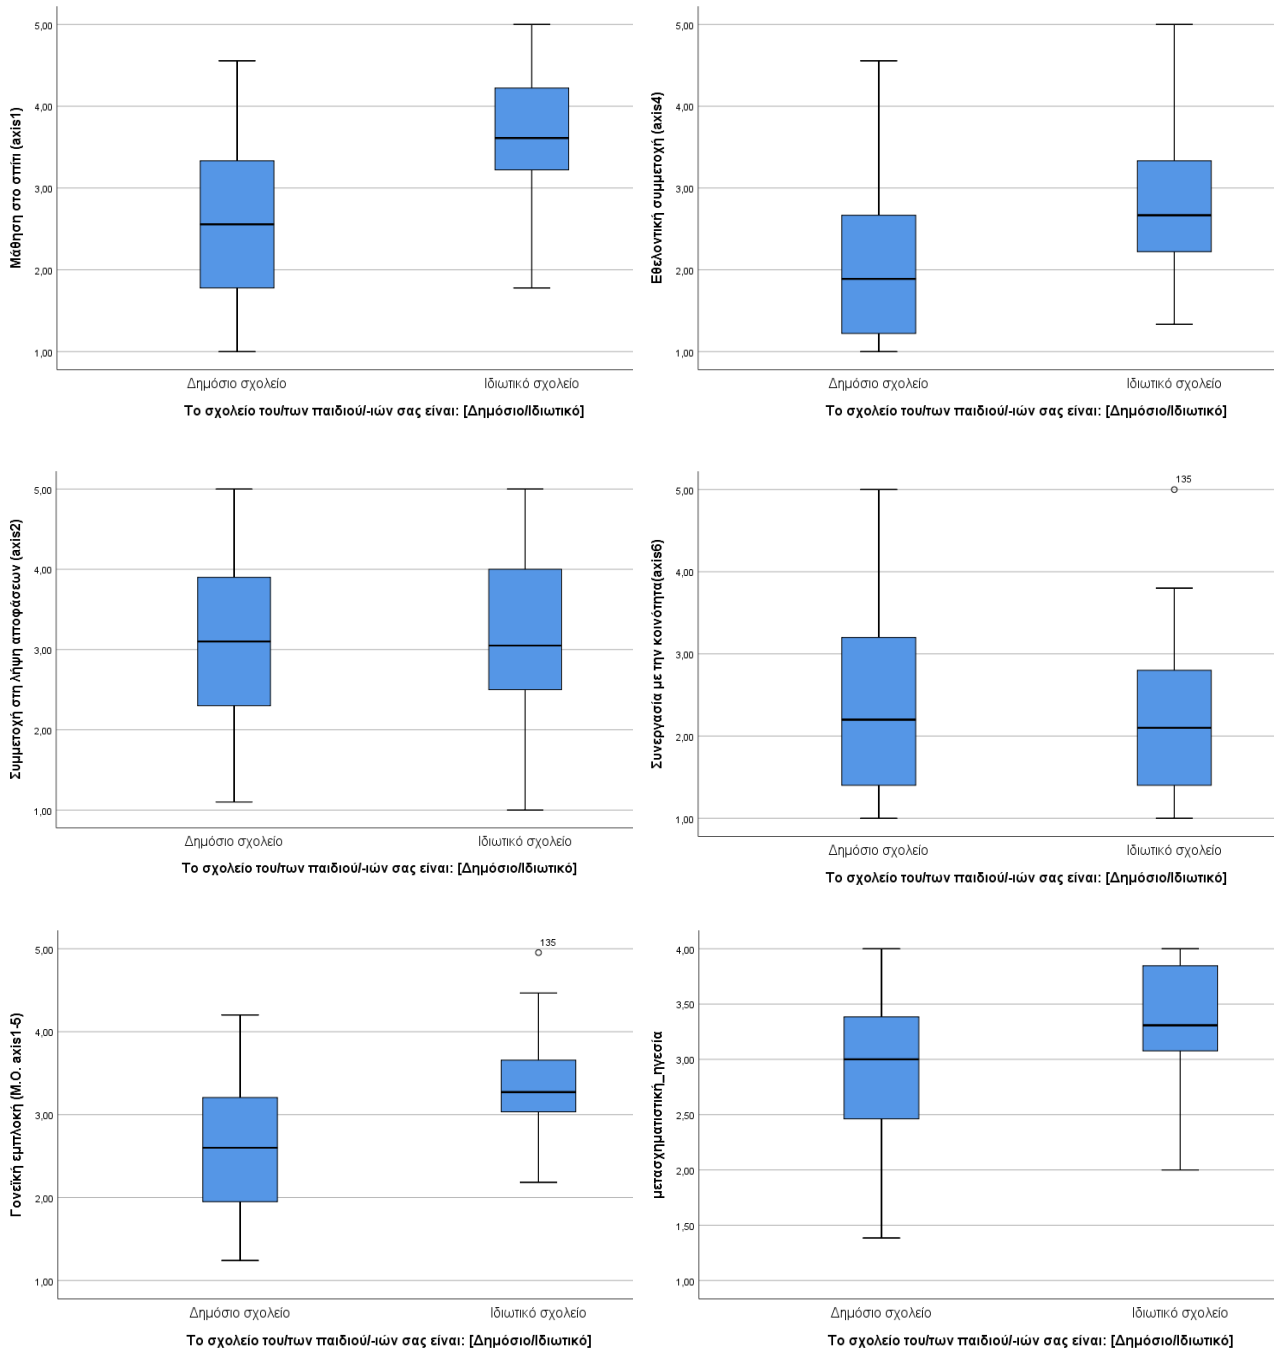 5,00
4,00
3,00
2,00
1,00
Μάθηση στο σπίτι (axis1)
Δημόσιο σχολείο
Ιδιωτικό σχολείο
Το σχολείο του/των παιδιού/-ιών σας είναι: [Δημόσιο/Ιδιωτικό]
5,00
4,00
3,00
2,00
1,00
Εθελοντική συμμετοχή (axis4)
Δημόσιο σχολείο
Ιδιωτικό σχολείο
Το σχολείο του/των παιδιού/-ιών σας είναι: [Δημόσιο/Ιδιωτικό]
5,00
4,00
3,00
2,00
1,00
Συμμετοχή στη λήψη αποφάσεων (axis2)
Δημόσιο σχολείο
Ιδιωτικό σχολείο
Το σχολείο του/των παιδιού/-ιών σας είναι: [Δημόσιο/Ιδιωτικό]
135
5,00
4,00
3,00
2,00
1,00
Συνεργασία με την κοινότητα(axis6)
Δημόσιο σχολείο
Ιδιωτικό σχολείο
Το σχολείο του/των παιδιού/-ιών σας είναι: [Δημόσιο/Ιδιωτικό]
135
5,00
4,00
3,00
2,00
1,00
Γονεϊκή εμπλοκή (Μ.Ο. axis1-5)
Δημόσιο σχολείο
Ιδιωτικό σχολείο
Το σχολείο του/των παιδιού/-ιών σας είναι: [Δημόσιο/Ιδιωτικό]
4,00
3,50
3,00
2,50
2,00
1,50
1,00
μετασχηματιστική_ηγεσία
Δημόσιο σχολείο
Ιδιωτικό σχολείο
Το σχολείο του/των παιδιού/-ιών σας είναι: [Δημόσιο/Ιδιωτικό]